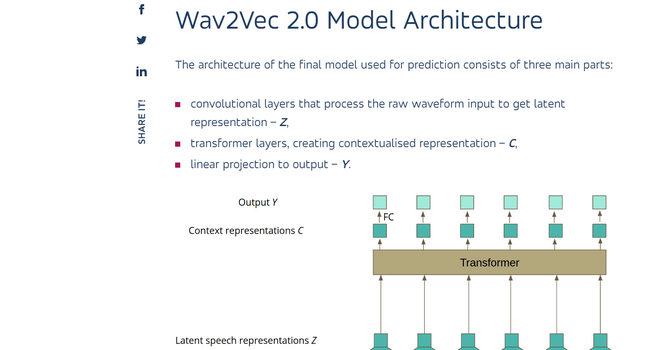 Wav2Vec 2.0 Model Architecture
SHARE IT!
The architecture of the final model used for prediction consists of three main parts:
convolutional layers that process the raw waveform input to get latent
representation – Z,
transformer layers, creating contextualised representation – C,
linear projection to output – Y.
Output Y
FC
Context representations C
Transformer
Latent speech representations Z